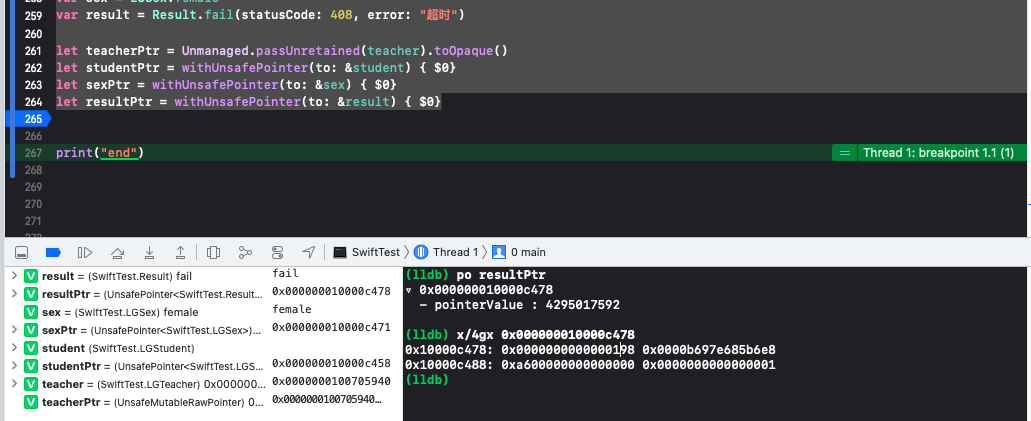 259 var result = Result.fail(statusCode: 408, error: "超时")
260
261 let teacherPtr = Unmanaged.passUnretained(teacher).toOpaque()
262 let studentPtr = withUnsafePointer(to: &student) { $0}
263 let sexPtr = withUnsafePointer(to: &sex) { $0}
264 let resultPtr = withUnsafePointer(to: &result) { $0}
265
266
267 print("end") = Thread 1: breakpoint 1.1 (1)
268
269
270
271
SwiftTest Thread 1 0 main
V result = (SwiftTest.Result) fail fail
V resultPtr = (UnsafePointer<SwiftTest.Result... 0x000000010000c478
V sex = (SwiftTest.LGSex) female female
V sexPtr = (UnsafePointer<SwiftTest.LGSex>)... 0x000000010000c471
V student (SwiftTest.LGStudent)
V studentPtr = (UnsafePointer<SwiftTest.LGS... 0x000000010000c458
V teacher = (SwiftTest.LGTeacher) 0x000000... 0x0000000100705940
V teacherPtr = (UnsafeMutableRawPointer) 0... 0x0000000100705940...
(lldb) po resultPtr
▿ 0x000000010000c478
- pointerValue : 4295017592
(lldb) x/4gx 0x000000010000c478
0x10000c478: 0x0000000000000198 0x0000b697e685b6e8
0x10000c488: 0xa600000000000000 0x0000000000000001
(lldb)